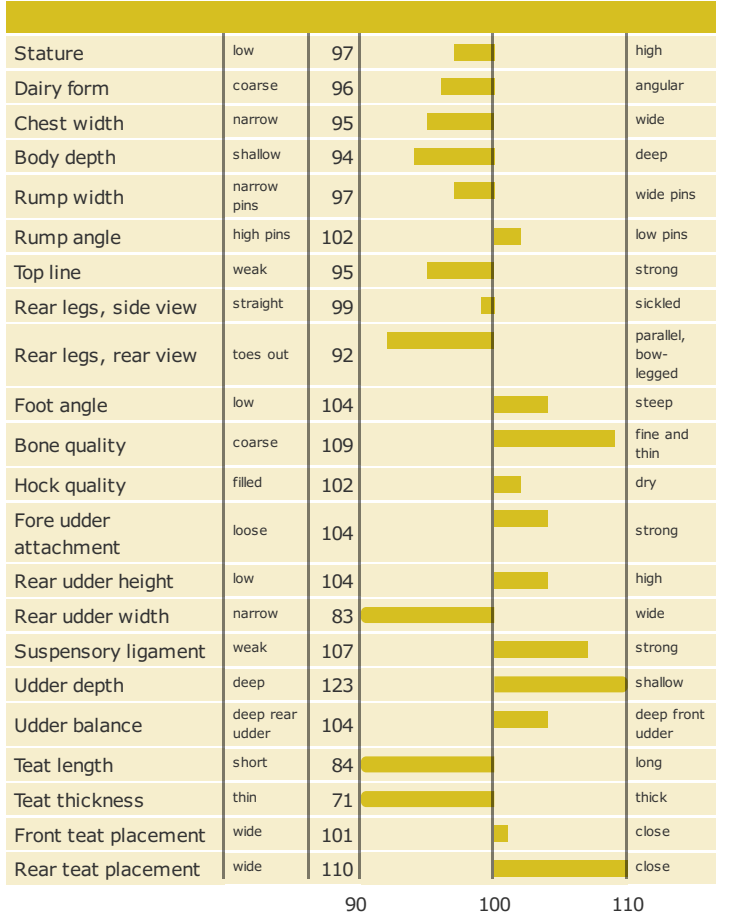 Stature low 97 high
Dairy form coarse 96 angular
Chest width narrow 95 wide
Body depth shallow 94 deep
Rump width narrow pins 97 wide pins
Rump angle high pins 102 low pins
Top line weak 95 strong
Rear legs, side view straight 99 sickled
Rear legs, rear view toes out 92 parallel, bow-legged
Foot angle low 104 steep
Bone quality coarse 109 fine and thin
Hock quality filled 102 dry
Fore udder attachment loose 104 strong
Rear udder height low 104 high
Rear udder width narrow 83 wide
Suspensory ligament weak 107 strong
Udder depth deep 123 shallow
Udder balance deep rear udder 104 deep front udder
Teat length short 84 long
Teat thickness thin 71 thick
Front teat placement wide 101 close
Rear teat placement wide 110 close
90 100 110